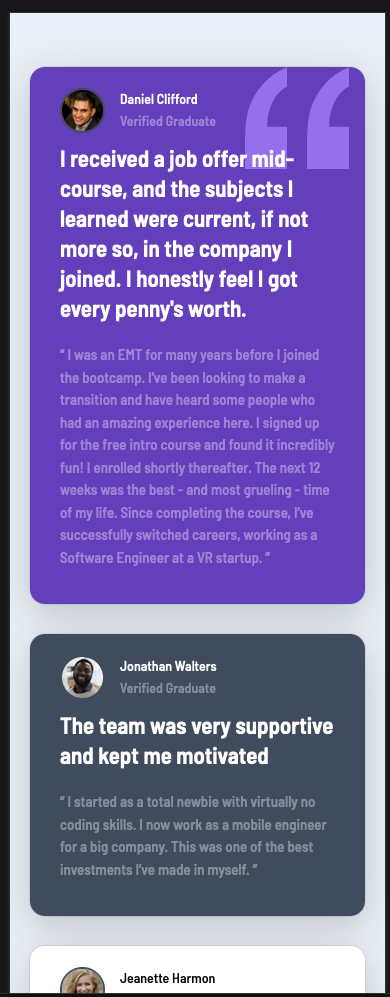 Daniel Clifford
Verified Graduate
I received a job offer mid-
course, and the subjects I
learned were current, if not
more so, in the company I
joined. I honestly feel I got
every penny's worth.
“ I was an EMT for many years before I joined
the bootcamp. I’ve been looking to make a
transition and have heard some people who
had an amazing experience here. I signed up
for the free intro course and found it incredibly
fun! I enrolled shortly thereafter. The next 12
weeks was the best - and most grueling - time
of my life. Since completing the course, I’ve
successfully switched careers, working as a
Software Engineer at a VR startup. ”
Jonathan Walters
Verified Graduate
The team was very supportive
and kept me motivated
“ I started as a total newbie with virtually no
coding skills. I now work as a mobile engineer
for a big company. This was one of the best
investments I’ve made in myself. ”
Jeanette Harmon